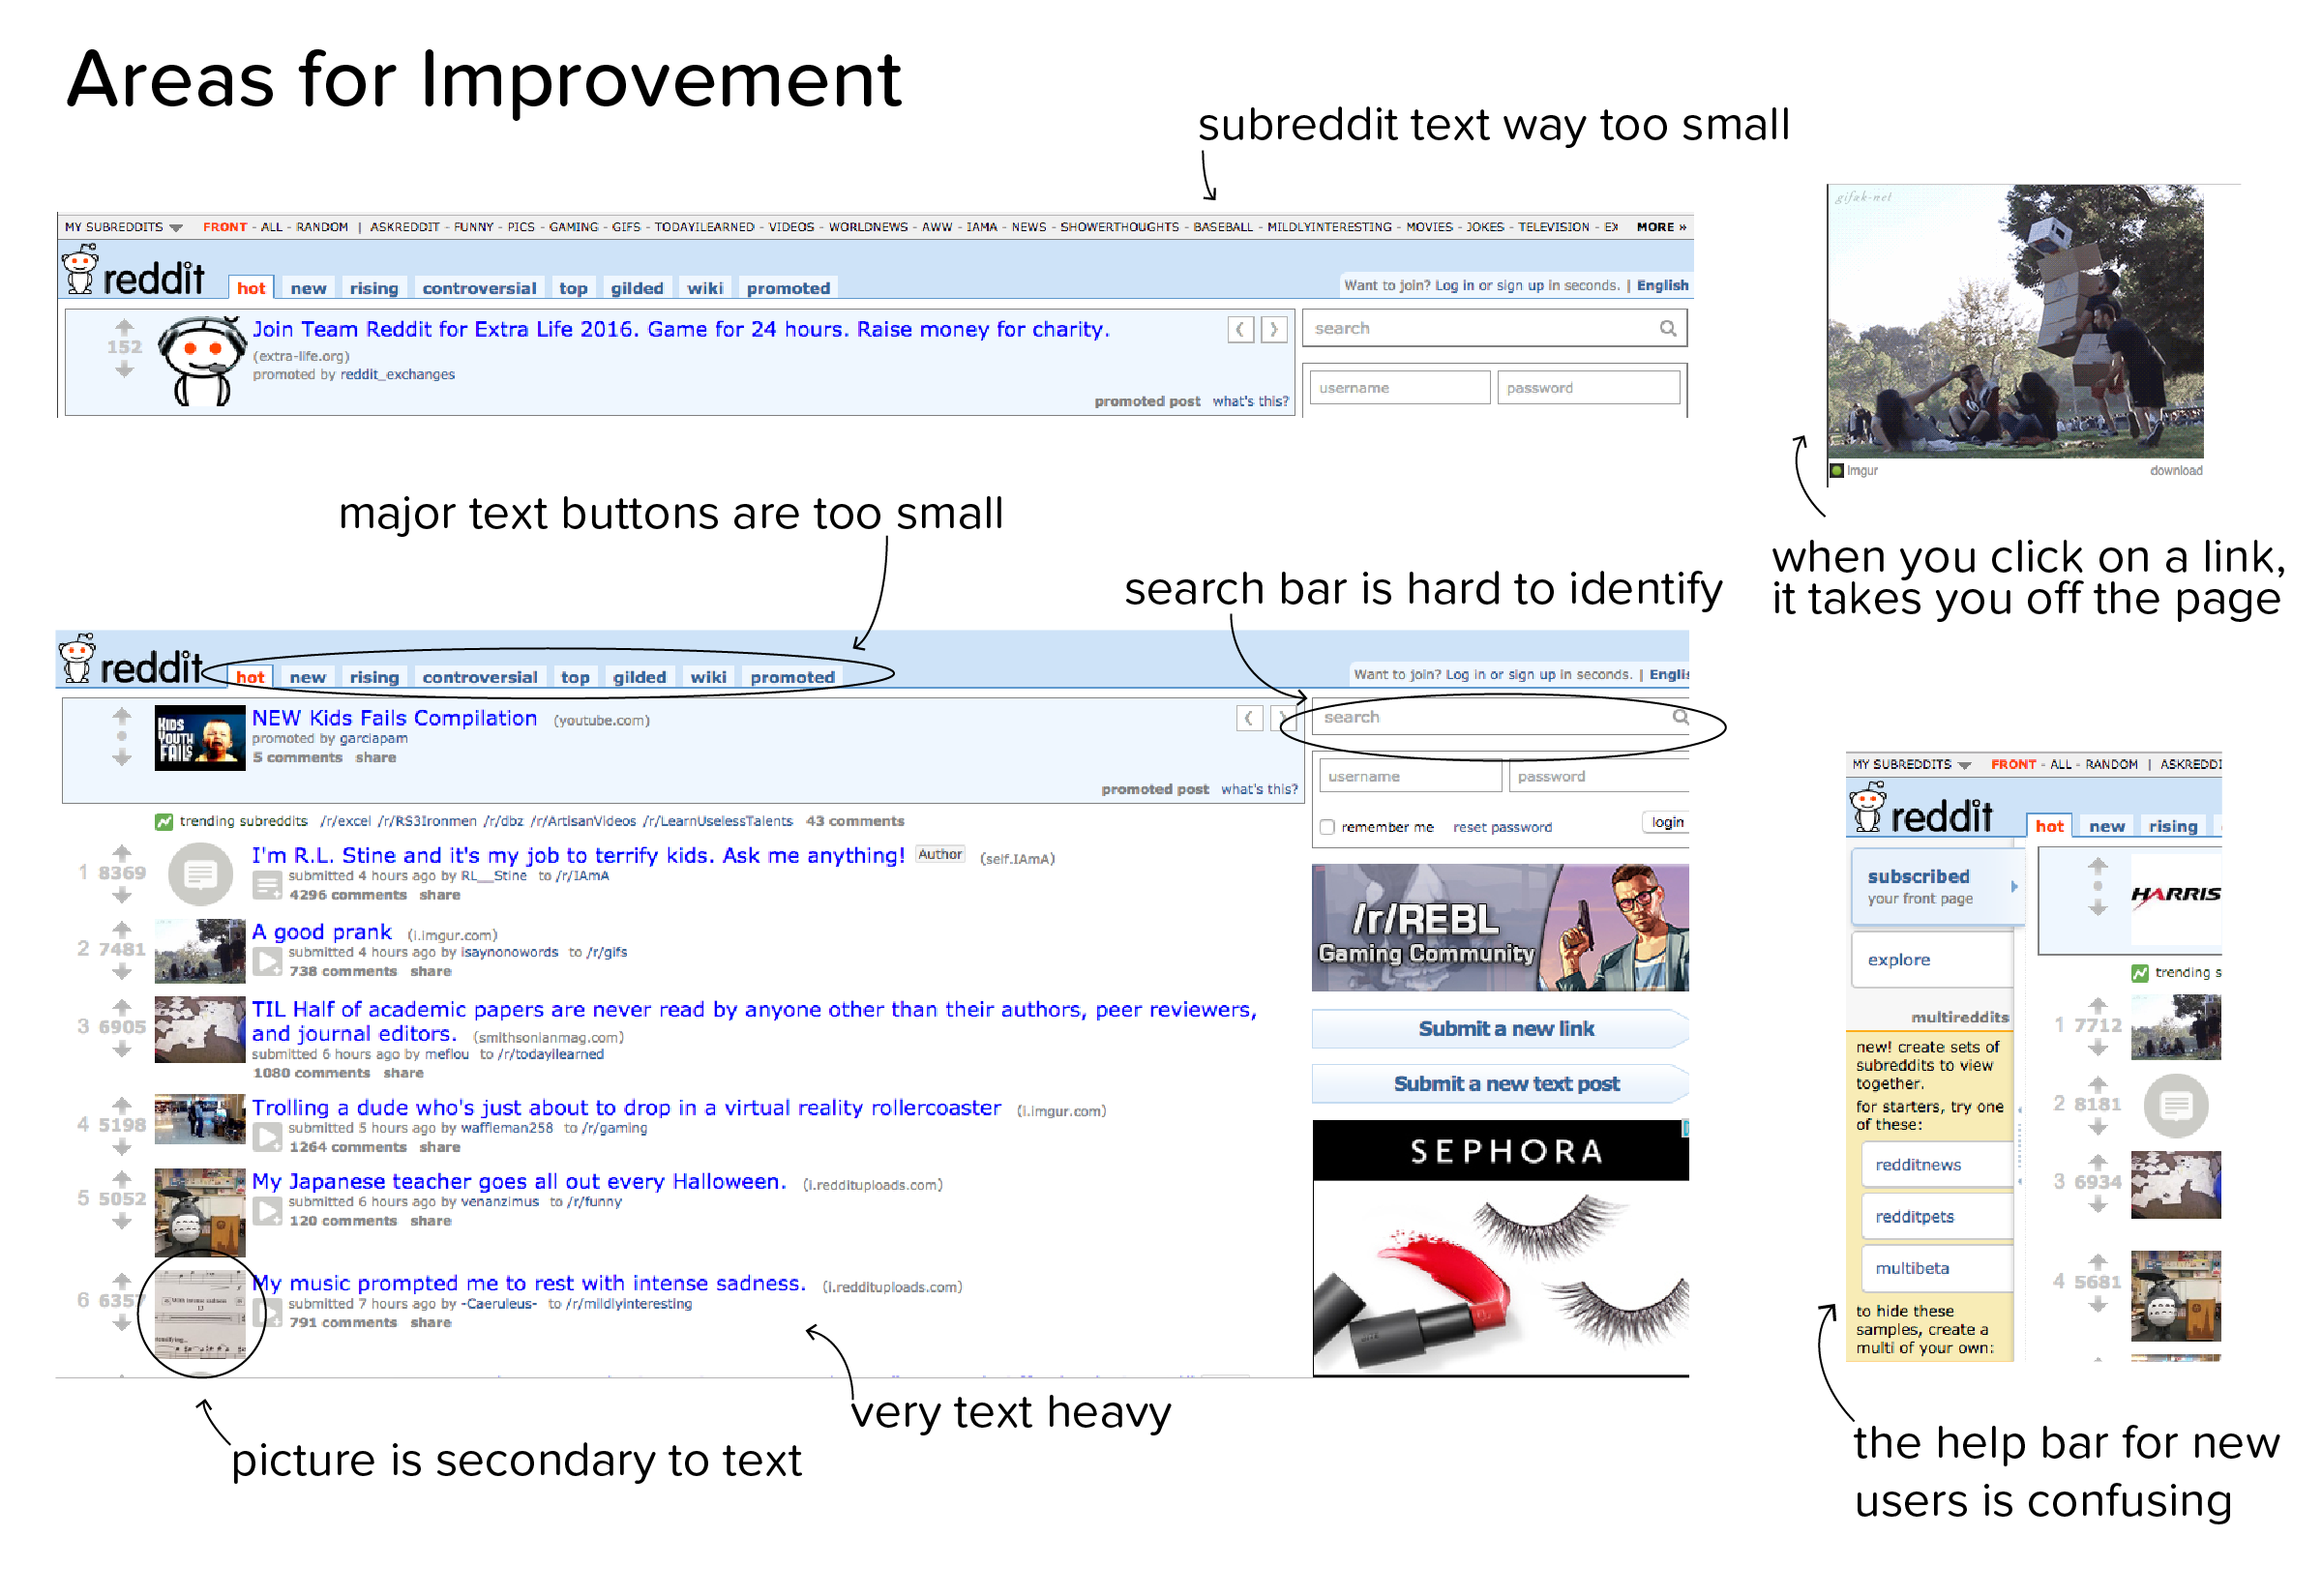 Areas for Improvement
subreddit text way too small
MY SUBREDDITS FRONT - ALL - RANDOM | ASKREDDIT - FUNNY - PICS - GAMING - GIFS - TODAYILEARNED - VIDEOS - WORLDNEWS - AWW - IAMA - NEWS - SHOWERTHOUGHTS - BASEBALL - MILDLYINTERESTING - MOVIES - JOKES - TELEVISION - EX MORE »
reddit hot new rising controversial top gilded wiki promoted
Want to join? Log in or sign up in seconds. | English
152
Join Team Reddit for Extra Life 2016. Game for 24 hours. Raise money for charity.
(extra-life.org)
promoted by reddit_exchanges
promoted post what's this?
search
username password
gifak-net
Imgur download
when you click on a link,
it takes you off the page
major text buttons are too small
search bar is hard to identify
reddit hot new rising controversial top gilded wiki promoted
Want to join? Log in or sign up in seconds. | Englis
KIDS
YOUTH
FAILS
NEW Kids Fails Compilation (youtube.com)
promoted by garciapam
5 comments share
promoted post what's this?
trending subreddits /r/excel /r/RS3Ironmen /r/dbz /r/ArtisanVideos /r/LearnUselessTalents 43 comments
1 8369
I'm R.L. Stine and it's my job to terrify kids. Ask me anything! Author (self.IAmA)
submitted 4 hours ago by RL__Stine to /r/IAmA
4296 comments share
2 7481
A good prank (i.imgur.com)
submitted 4 hours ago by isaynonowords to /r/gifs
738 comments share
3 6905
TIL Half of academic papers are never read by anyone other than their authors, peer reviewers,
and journal editors. (smithsonianmag.com)
submitted 6 hours ago by meflou to /r/todayilearned
1080 comments share
4 5198
Trolling a dude who's just about to drop in a virtual reality rollercoaster (i.imgur.com)
submitted 5 hours ago by waffleman258 to /r/gaming
1264 comments share
5 5052
My Japanese teacher goes all out every Halloween. (i.reddituploads.com)
submitted 6 hours ago by venanzimus to /r/funny
120 comments share
6 6357
My music prompted me to rest with intense sadness. (i.reddituploads.com)
submitted 7 hours ago by -Caeruleus- to /r/mildlyinteresting
791 comments share
search
username password
remember me reset password login
/r/REBL
Gaming Community
Submit a new link
Submit a new text post
SEPHORA
very text heavy
picture is secondary to text
MY SUBREDDITS FRONT - ALL - RANDOM | ASKREDDI
reddit hot new rising
subscribed
your front page
explore
multireddits
new! create sets of
subreddits to view
together.
for starters, try one
of these:
redditnews
redditpets
multibeta
to hide these
samples, create a
multi of your own:
HARRIS
trending s
1 7712
2 8181
3 6934
4 5681
the help bar for new
users is confusing